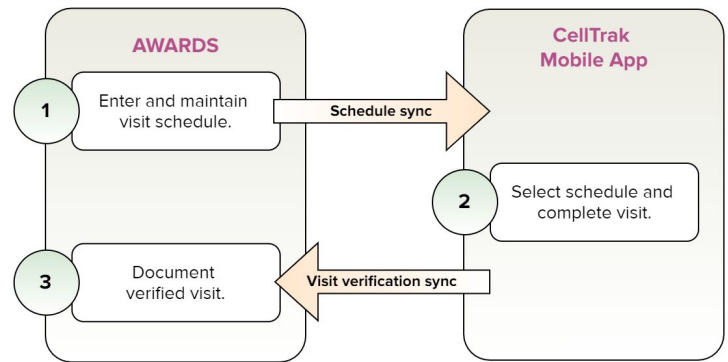 AWARDS
CellTrak
Mobile App
1
Enter and maintain
visit schedule.
Schedule sync
2
Select schedule and
complete visit.
3
Document
verified visit.
Visit verification sync